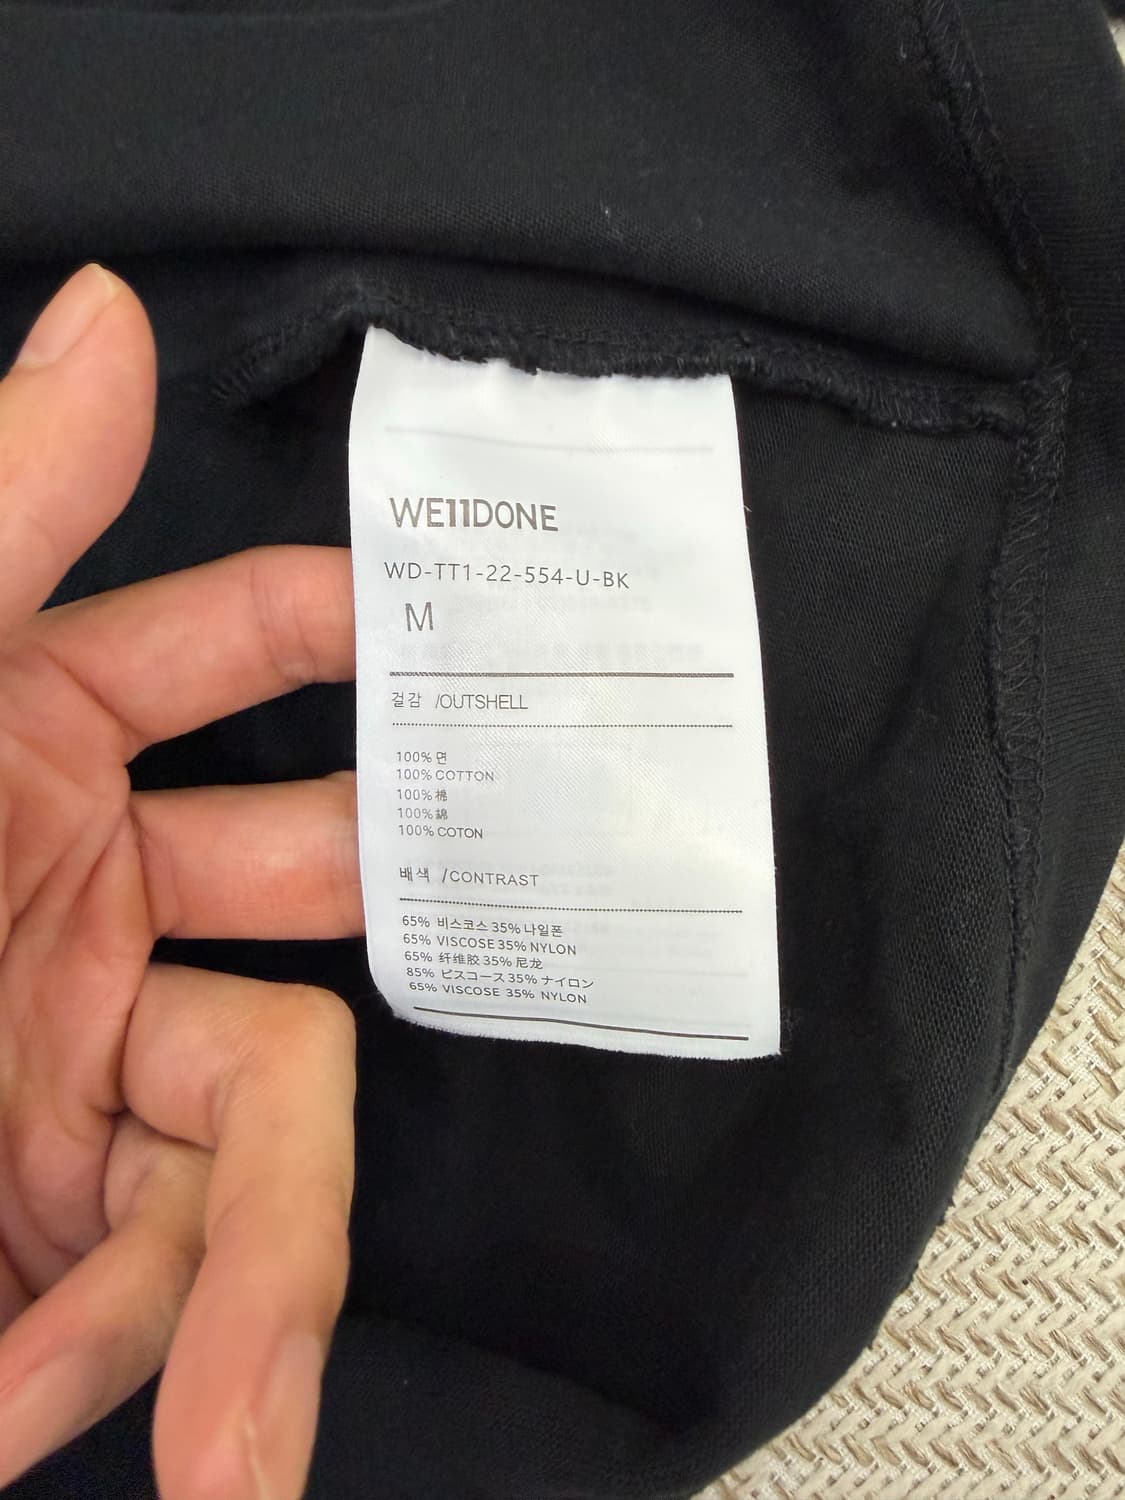 WE11DONE
WD-TT1-22-554-U-BK
M
겉감 /OUTSHELL
100% 면
100% COTTON
100% 棉
100% 綿
100% COTON
배색 /CONTRAST
65% 비스코스 35% 나일론
65% VISCOSE 35% NYLON
65% 纤维胶 35% 尼龙
85% ビスコース 35% ナイロン
65% VISCOSE 35% NYLON